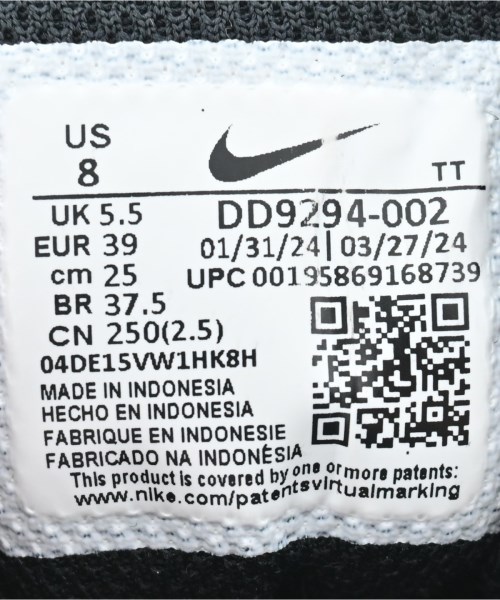 US
8
TT
UK 5.5
DD9294-002
EUR 39
01/31/24| 03/27/24
cm 25
UPC 00195869168739
BR 37.5
CN 250(2.5)
04DE15VW1HK8H
MADE IN INDONESIA
HECHO EN INDONESIA
FABRIQUE EN INDONESIE
FABRICADO NA INDONÉSIA
This product is covered by one or more patents:
www.nike.com/patentsvirtualmarking